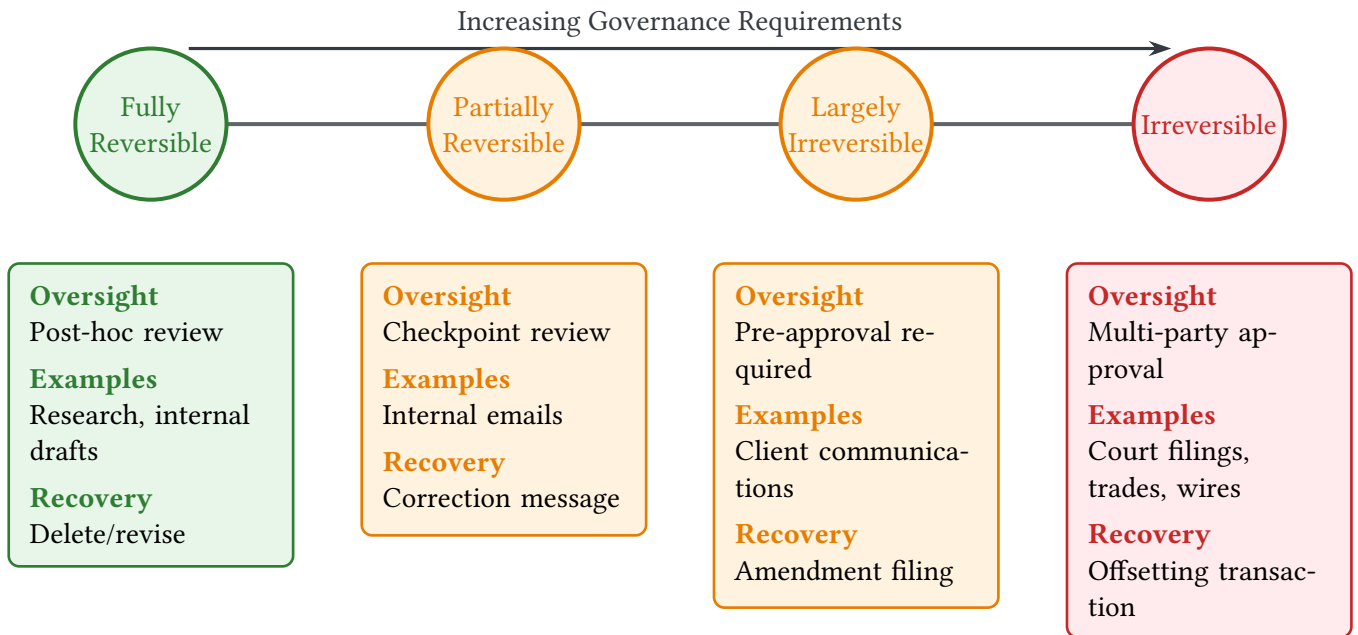 Increasing Governance Requirements
Fully
Reversible
Partially
Reversible
Largely
Irreversible
Irreversible
Oversight
Post-hoc review
Examples
Research, internal
drafts
Recovery
Delete/revise
Oversight
Checkpoint review
Examples
Internal emails
Recovery
Correction message
Oversight
Pre-approval re-
quired
Examples
Client communica-
tions
Recovery
Amendment filing
Oversight
Multi-party ap-
proval
Examples
Court filings,
trades, wires
Recovery
Offsetting transac-
tion